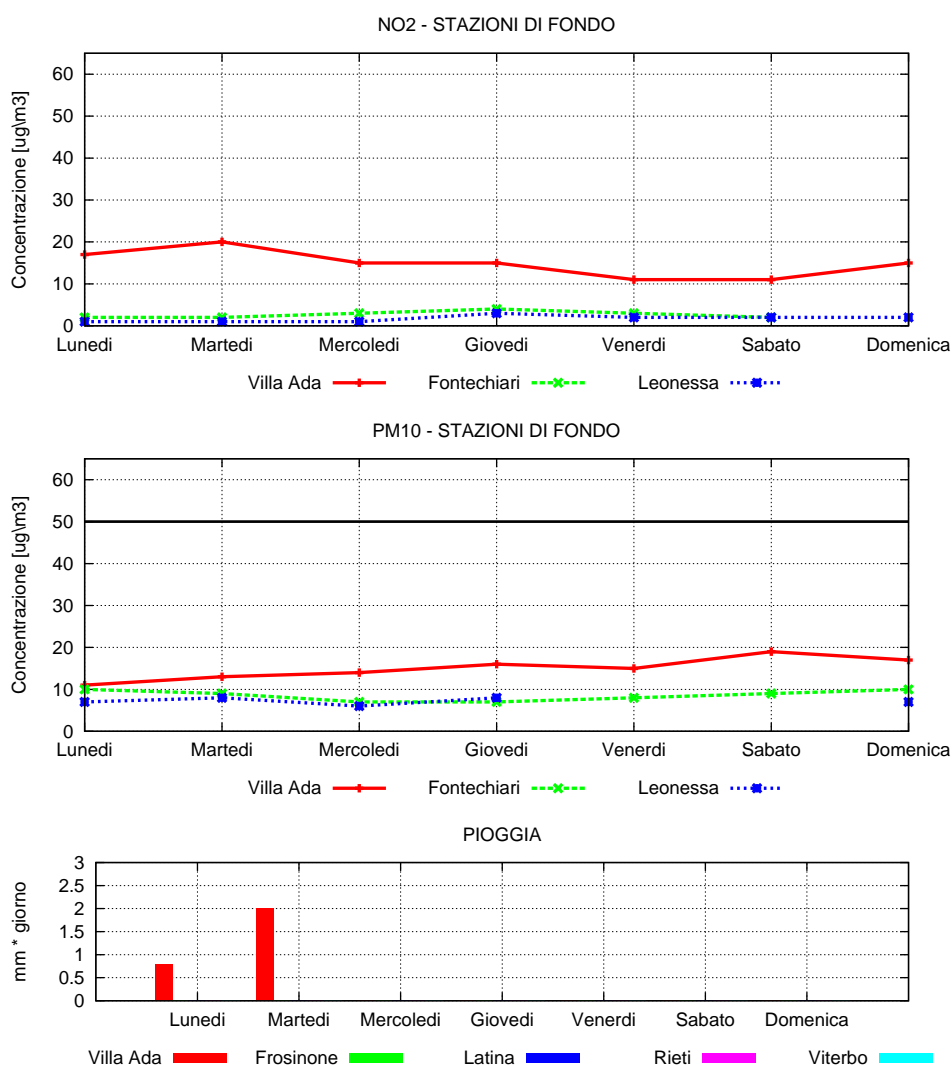 NO2 - STAZIONI DI FONDO
Concentrazione [ug\m3]
60
50
40
30
20
10
0
Lunedi Martedi Mercoledi Giovedi Venerdi Sabato Domenica
Villa Ada Fontechiari Leonessa
PM10 - STAZIONI DI FONDO
Concentrazione [ug\m3]
60
50
40
30
20
10
0
Lunedi Martedi Mercoledi Giovedi Venerdi Sabato Domenica
Villa Ada Fontechiari Leonessa
PIOGGIA
mm * giorno
3
2.5
2
1.5
1
0.5
0
Lunedi Martedi Mercoledi Giovedi Venerdi Sabato Domenica
Villa Ada Frosinone Latina Rieti Viterbo